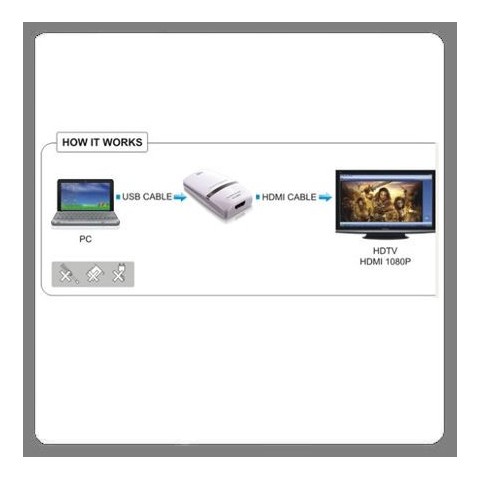 HOW IT WORKS
USB CABLE
HDMI CABLE
PC
HDTV
HDMI 1080P